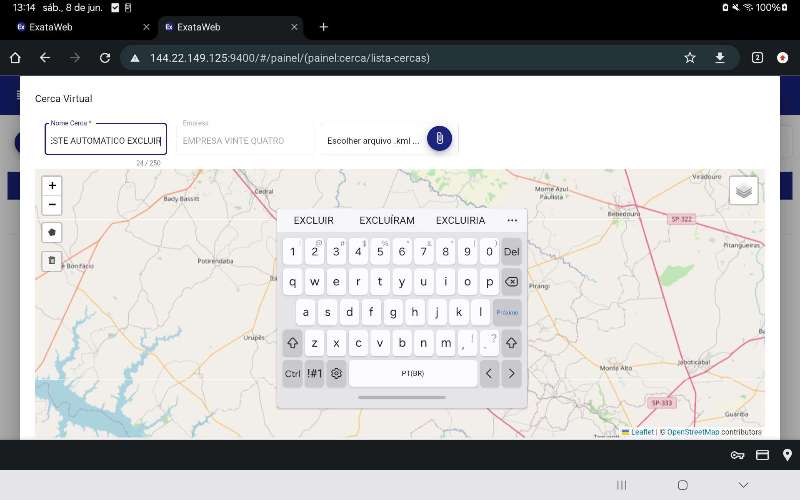 13:14 sáb., 8 de jun.
100%
ExataWeb
ExataWeb
144.22.149.125:9400/#/painel/(painel:cerca/lista-cercas)
2
Cerca Virtual
Nome Cerca *
Empresa
STE AUTOMATICO EXCLUIR
EMPRESA VINTE QUATRO
Escolher arquivo .kml ...
24 / 250
Viradouro
Cedral
Monte Azul
Paulista
Bady Bassitt
Bebedouro
SP-322
Pitangueiras
Bonifácio
Potirendaba
Pirangi
Urupês
Jaboticabal
Monte Alto
SP-333
Guariba
EXCLUIR EXCLUÍRAM EXCLUIRIA ...
1 2 3 4 5 6 7 8 9 0 Del
q w e r t y u i o p
a s d f g h j k l Próximo
z x c v b n m , .
Ctrl !#1 PT(BR) < >
Leaflet | © OpenStreetMap contributors